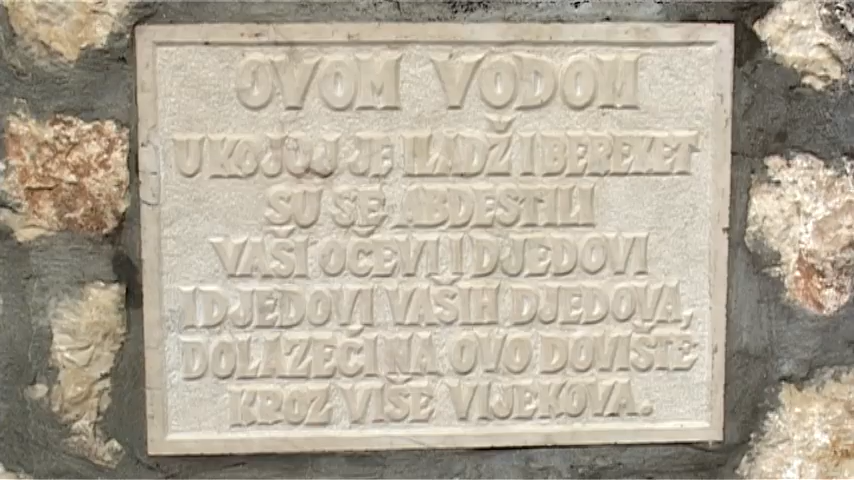 OVOM VODOM
U KOJOJ JE ILADŽ I BEREKET
SU SE ABDESTILI
VAŠI OČEVI I DJEDOVI
I DJEDOVI VAŠIH DJEDOVA,
DOLAZEĆI NA OVO DOVIŠTE
KROZ VIŠE VIJEKOVA.